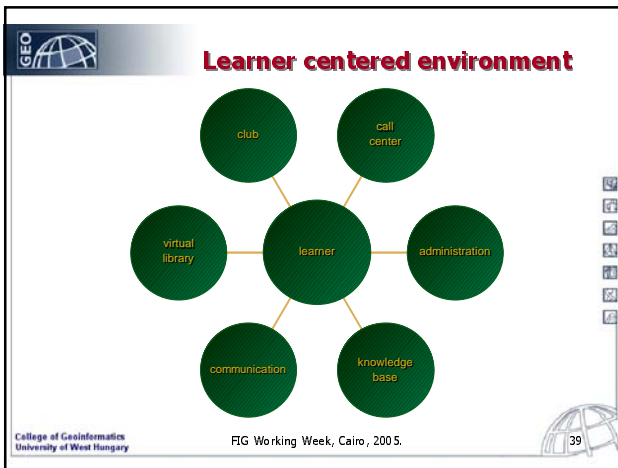 GEO
Learner centered environment
club
call
center
virtual
library
learner
administration
communication
knowledge
base
College of Geoinformatics
University of West Hungary
FIG Working Week, Cairo, 2005.
39